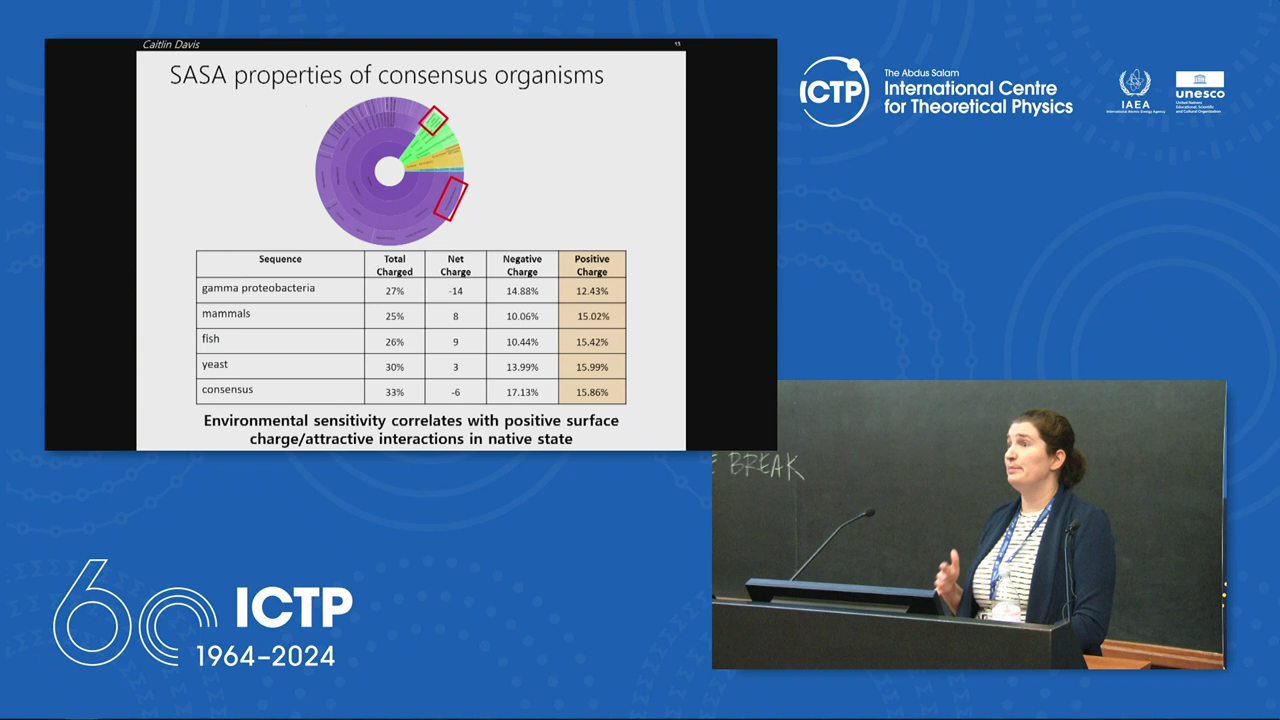 Caitlin Davis
SASA properties of consensus organisms
Sequence Total Charged Net Charge Negative Charge Positive Charge
gamma proteobacteria 27% -14 14.88% 12.43%
mammals 25% 8 10.06% 15.02%
fish 26% 9 10.44% 15.42%
yeast 30% 3 13.99% 15.99%
consensus 33% -6 17.13% 15.86%
Environmental sensitivity correlates with positive surface
charge/attractive interactions in native state
ICTP
The Abdus Salam
International Centre
for Theoretical Physics
IAEA
International Atomic Energy Agency
unesco
United Nations
Educational, Scientific
and Cultural Organization
E BREAK
60 ICTP
1964–2024